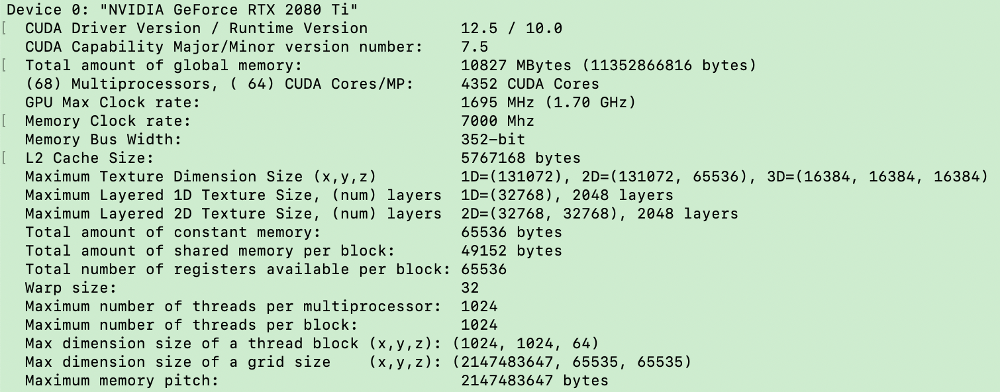 Device 0: "NVIDIA GeForce RTX 2080 Ti"
[ CUDA Driver Version / Runtime Version 12.5 / 10.0
CUDA Capability Major/Minor version number: 7.5
[ Total amount of global memory: 10827 MBytes (11352866816 bytes)
(68) Multiprocessors, ( 64) CUDA Cores/MP: 4352 CUDA Cores
GPU Max Clock rate: 1695 MHz (1.70 GHz)
[ Memory Clock rate: 7000 Mhz
Memory Bus Width: 352-bit
[ L2 Cache Size: 5767168 bytes
Maximum Texture Dimension Size (x,y,z) 1D=(131072), 2D=(131072, 65536), 3D=(16384, 16384, 16384)
Maximum Layered 1D Texture Size, (num) layers 1D=(32768), 2048 layers
Maximum Layered 2D Texture Size, (num) layers 2D=(32768, 32768), 2048 layers
Total amount of constant memory: 65536 bytes
Total amount of shared memory per block: 49152 bytes
Total number of registers available per block: 65536
Warp size: 32
Maximum number of threads per multiprocessor: 1024
Maximum number of threads per block: 1024
Max dimension size of a thread block (x,y,z): (1024, 1024, 64)
Max dimension size of a grid size (x,y,z): (2147483647, 65535, 65535)
Maximum memory pitch: 2147483647 bytes